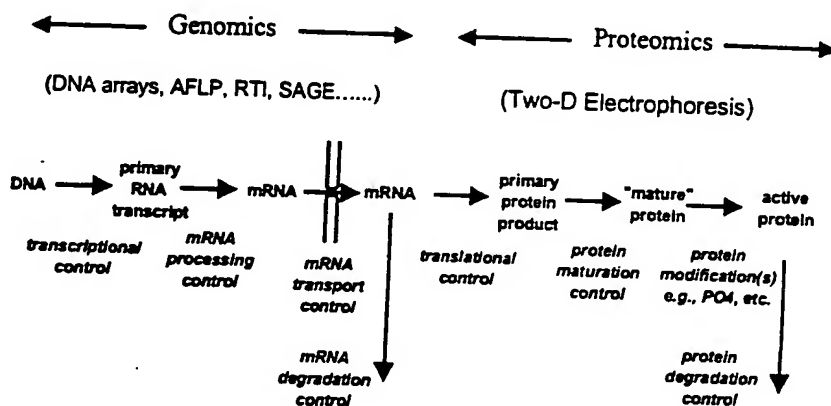 Genomics
Proteomics
(DNA arrays, AFLP, RTI, SAGE......)
(Two-D Electrophoresis)
DNA
primary
RNA
transcript
mRNA
mRNA
primary
protein
product
"mature"
protein
active
protein
transcriptional
control
mRNA
processing
control
mRNA
transport
control
translational
control
protein
maturation
control
protein
modification(s)
e.g., PO4, etc.
mRNA
degradation
control
protein
degradation
control